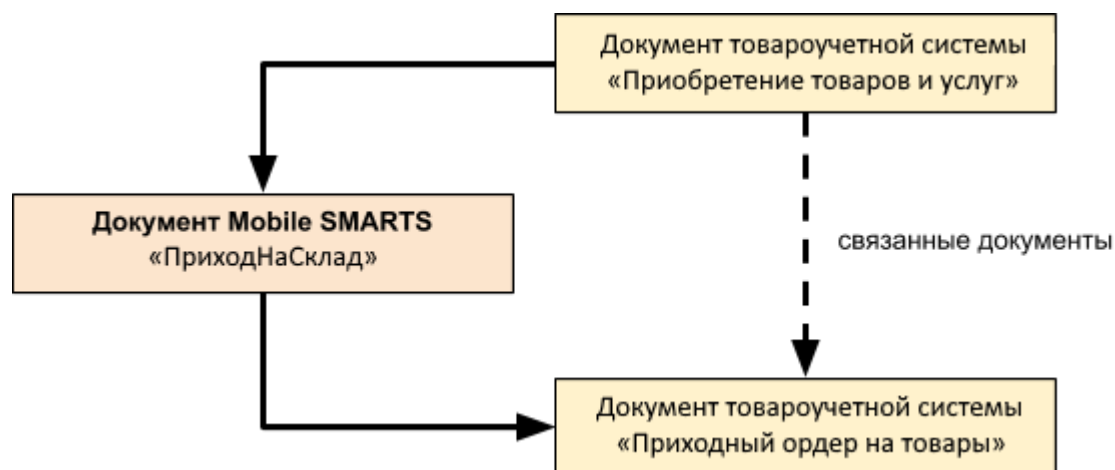 Документ товароучетной системы
«Приобретение товаров и услуг»
Документ Mobile SMARTS
«ПриходНаСклад»
связанные документы
Документ товароучетной системы
«Приходный ордер на товары»